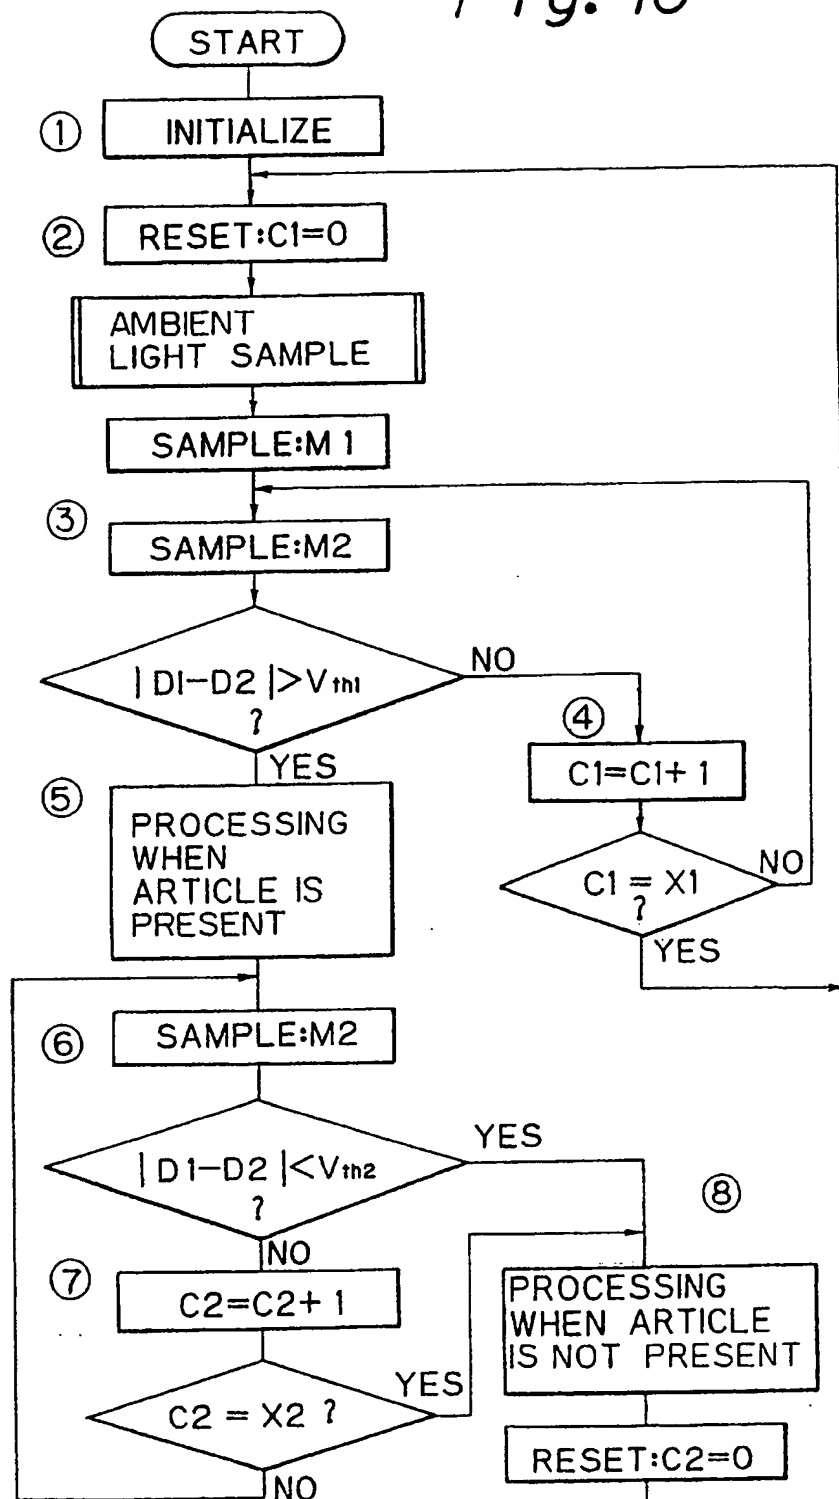 Fig. 10
START
① INITIALIZE
② RESET:C1=0
AMBIENT
LIGHT SAMPLE
SAMPLE:M1
③
SAMPLE:M2
|D1-D2|>Vth1
?
NO
YES
④
C1=C1+1
C1=X1
?
NO
YES
⑤
PROCESSING
WHEN
ARTICLE IS
PRESENT
⑥ SAMPLE:M2
|D1-D2|<Vth2
?
YES
NO
⑦
C2=C2+1
C2=X2 ?
YES
NO
⑧
PROCESSING
WHEN ARTICLE
IS NOT PRESENT
RESET:C2=0